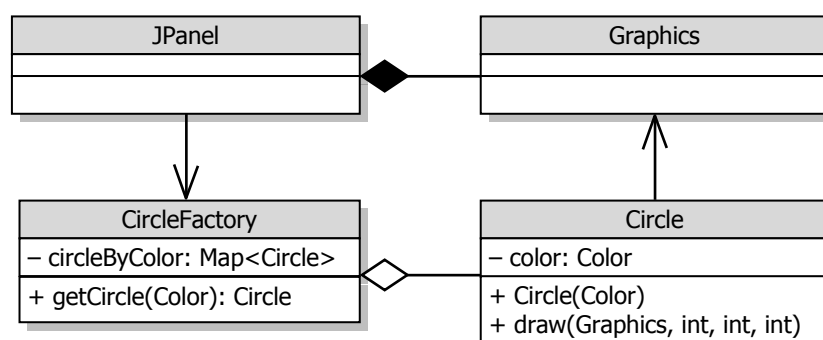 JPanel
Graphics
CircleFactory
– circleByColor: Map<Circle>
+ getCircle(Color): Circle
Circle
– color: Color
+ Circle(Color)
+ draw(Graphics, int, int, int)